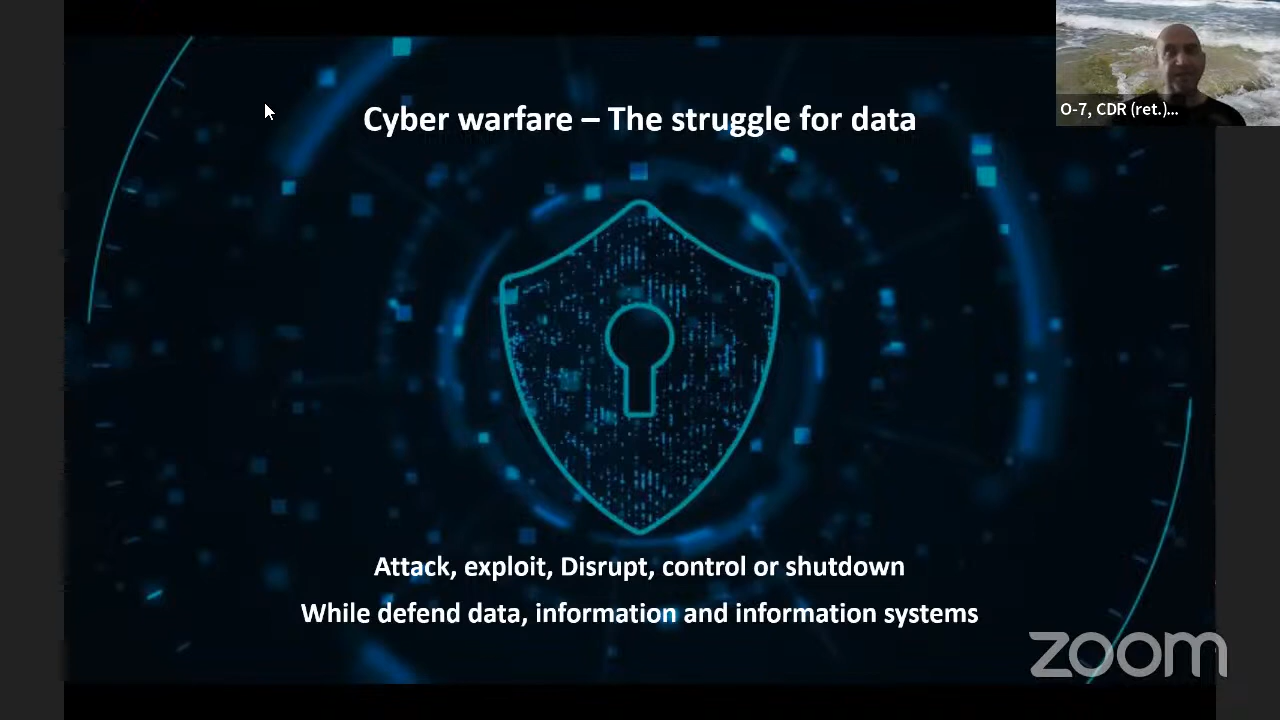 Cyber warfare – The struggle for data
O-7, CDR (ret.)...
Attack, exploit, Disrupt, control or shutdown
While defend data, information and information systems
zoom